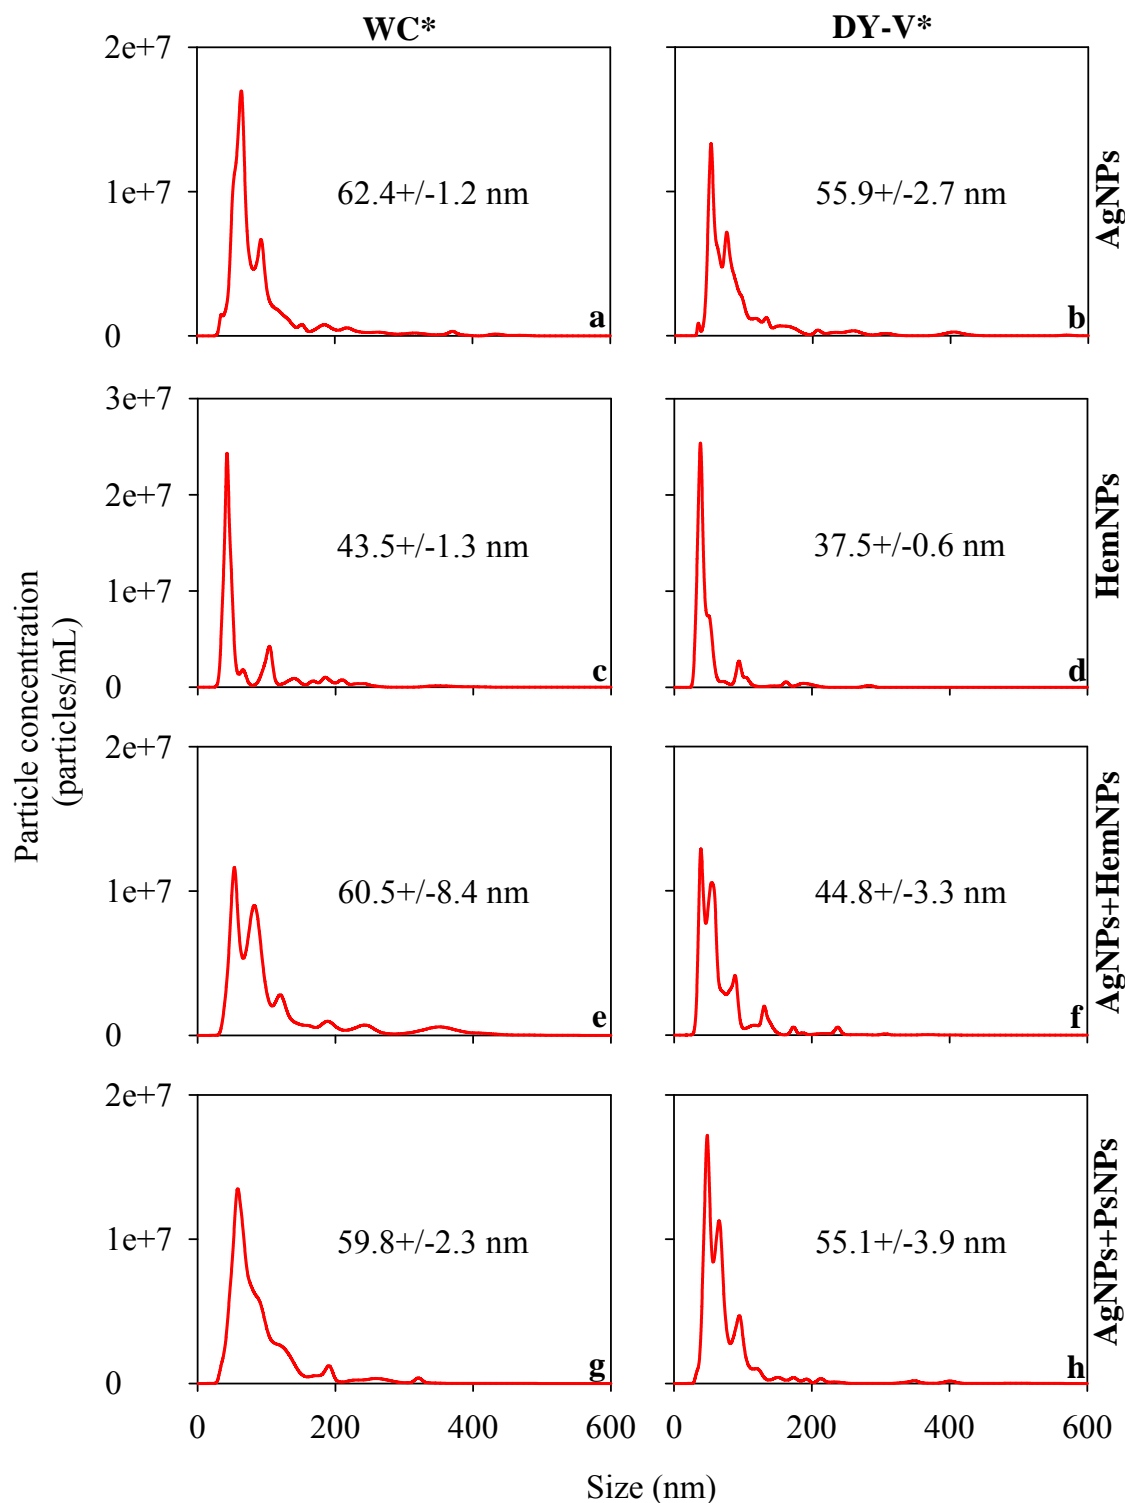 WC*
DY-V*
2e+7
1e+7
0
62.4+/-1.2 nm
a
55.9+/-2.7 nm
b
AgNPs
3e+7
2e+7
1e+7
0
43.5+/-1.3 nm
c
37.5+/-0.6 nm
d
HemNPs
Particle concentration
(particles/mL)
2e+7
1e+7
0
60.5+/-8.4 nm
e
44.8+/-3.3 nm
f
AgNPs+HemNPs
2e+7
1e+7
0
59.8+/-2.3 nm
g
55.1+/-3.9 nm
h
AgNPs+PsNPs
0 200 400 600
0 200 400 600
Size (nm)